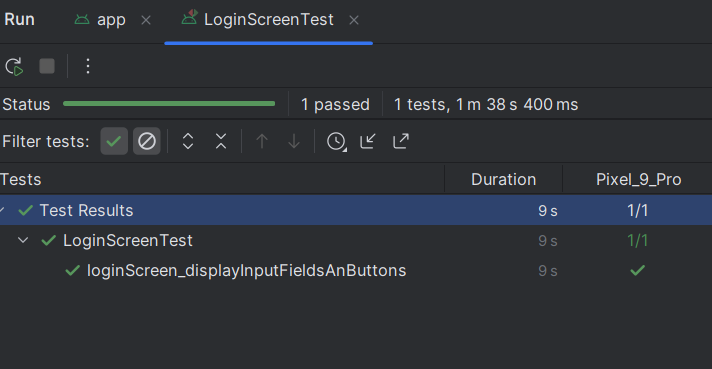 Run app LoginScreenTest
Status 1 passed 1 tests, 1 m 38 s 400 ms
Filter tests:
Tests Duration Pixel_9_Pro
Test Results 9 s 1/1
LoginScreenTest 9 s 1/1
loginScreen_displayInputFieldsAnButtons 9 s